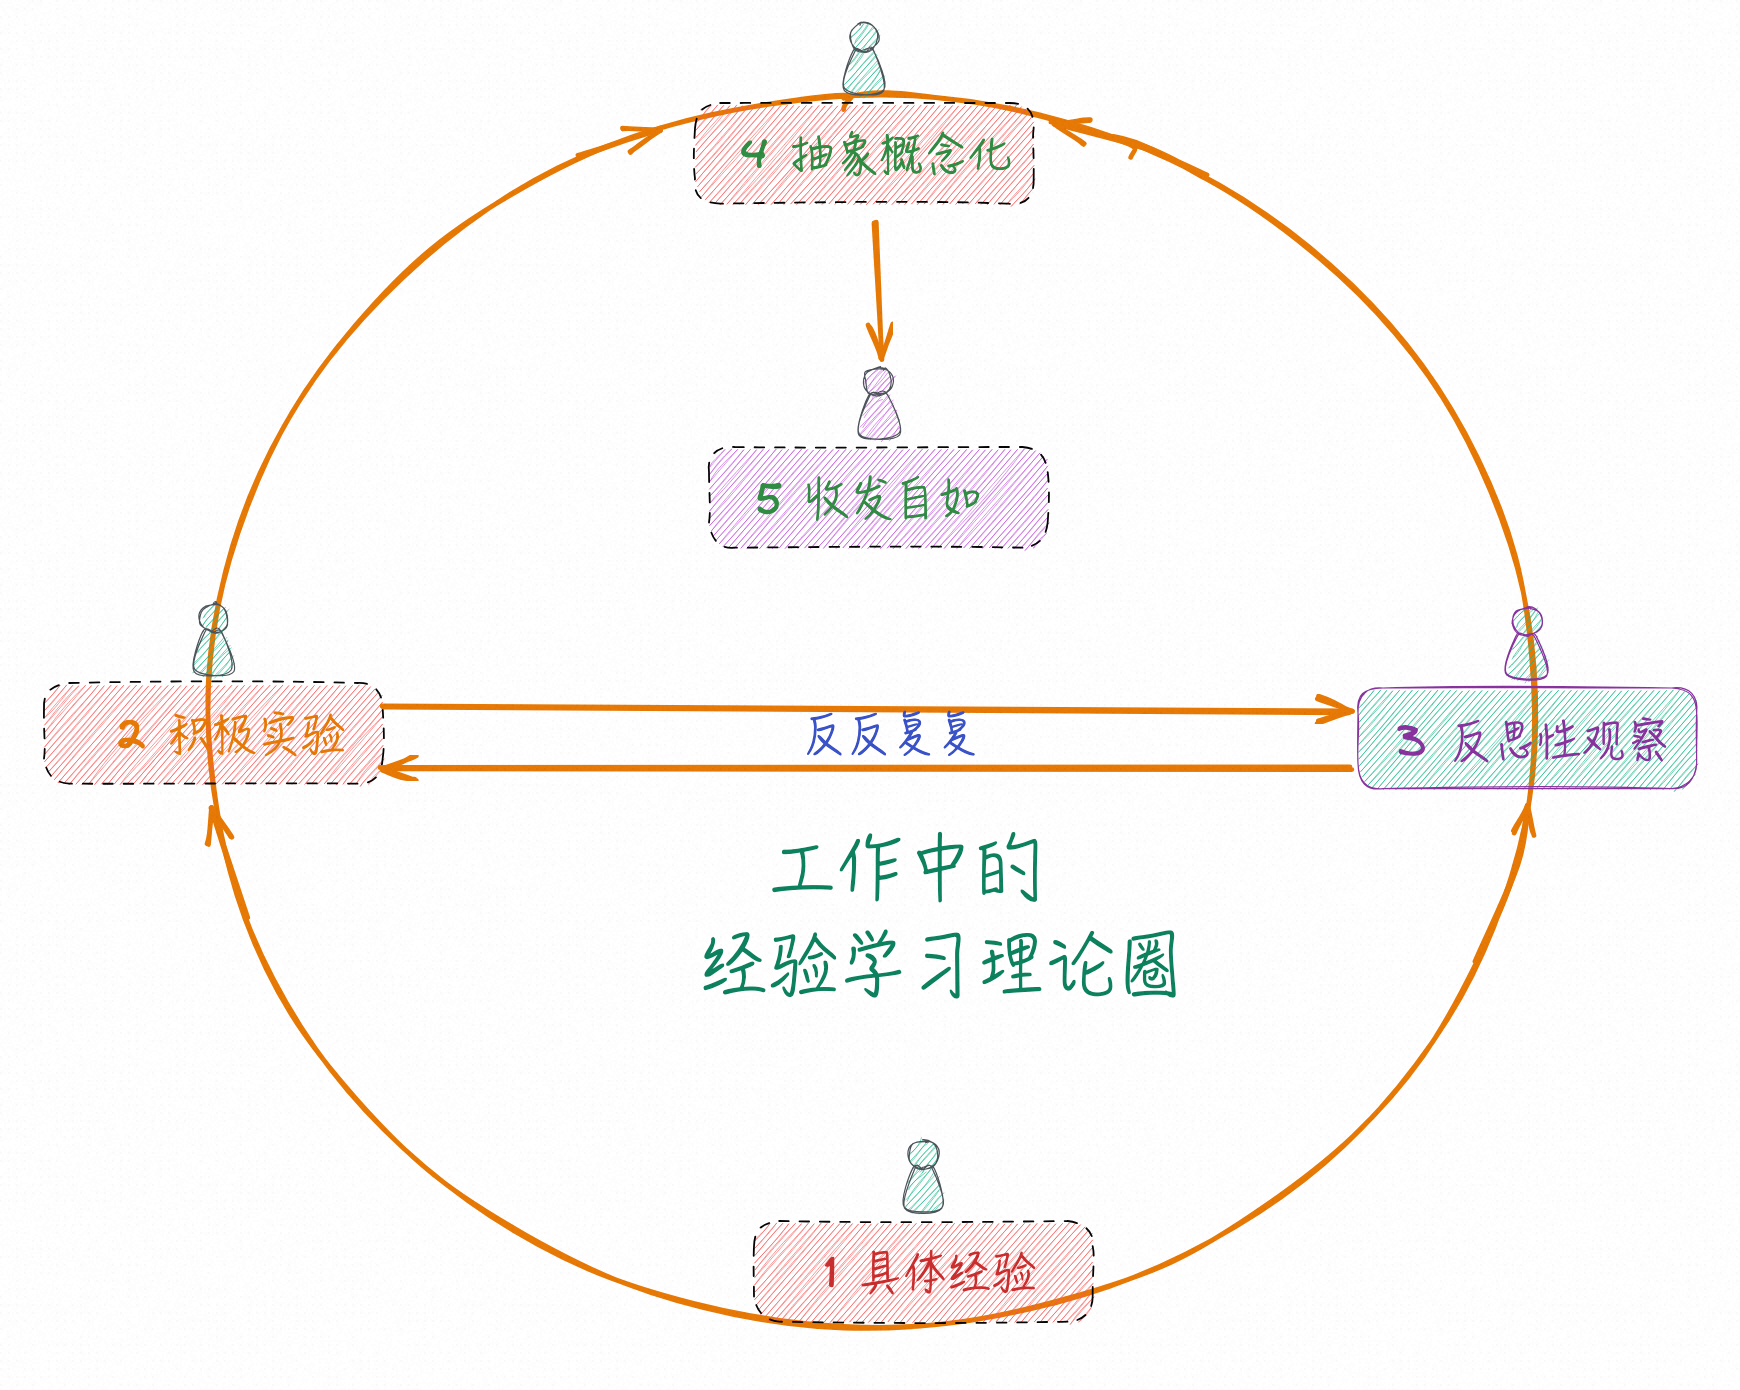 4 抽象概念化
5 收发自如
2 积极实验
反反复复
3 反思性观察
工作中的
经验学习理论圈
1 具体经验